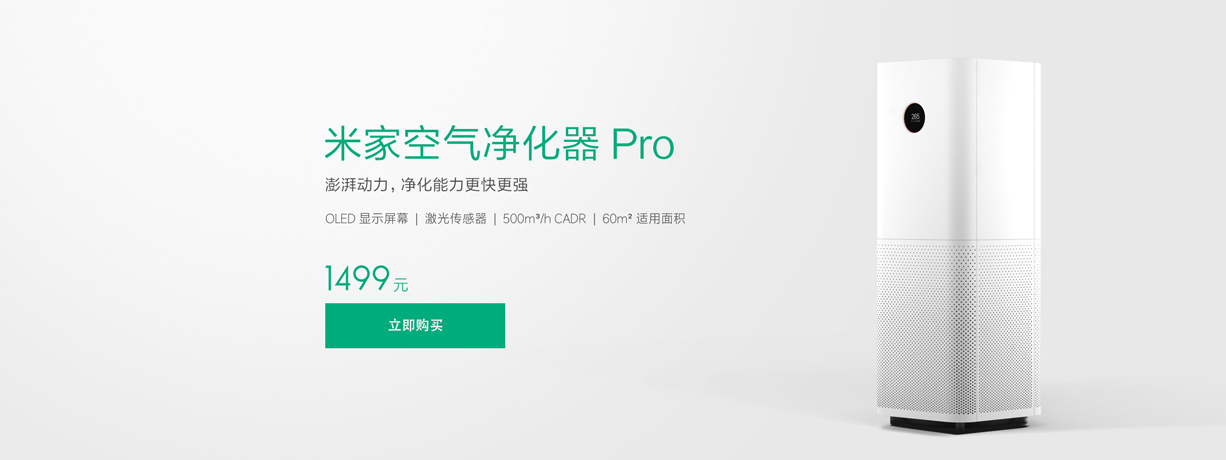 米家空气净化器 Pro
澎湃动力，净化能力更快更强
OLED 显示屏幕 | 激光传感器 | 500m³/h CADR | 60m² 适用面积
1499 元
立即购买
265